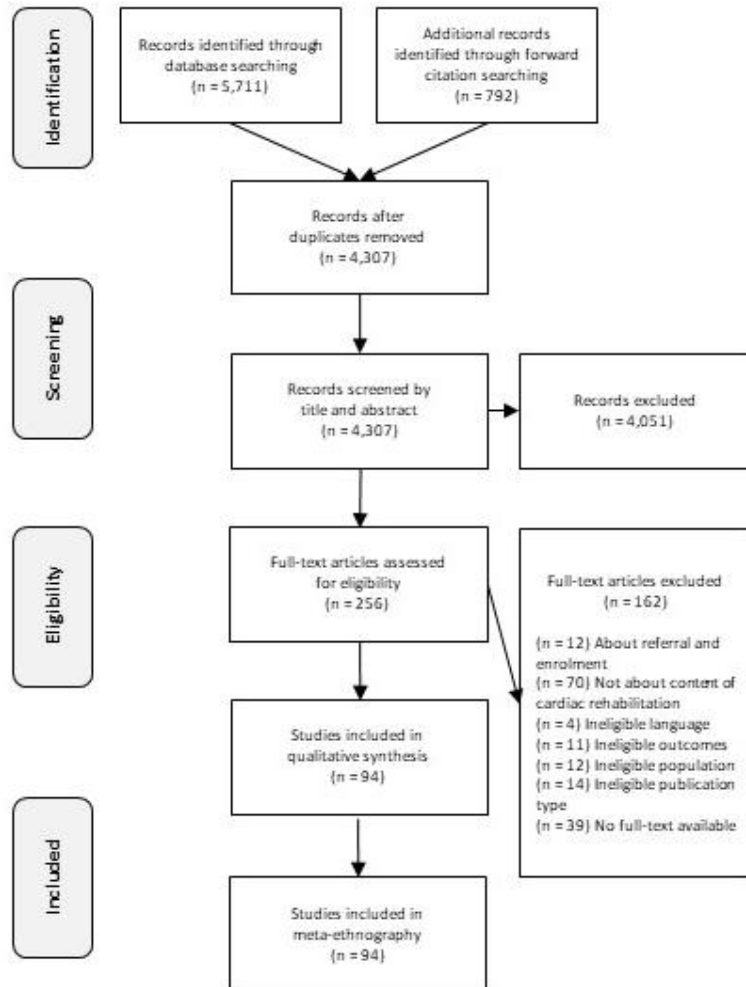 Identification
Records identified through
database searching
(n = 5,711)
Additional records
identified through forward
citation searching
(n = 792)
Records after
duplicates removed
(n = 4,307)
Screening
Records screened by
title and abstract
(n = 4,307)
Records excluded
(n = 4,051)
Eligibility
Full-text articles assessed
for eligibility
(n = 256)
Full-text articles excluded
(n = 162)
(n = 12) About referral and
enrolment
(n = 70) Not about content of
cardiac rehabilitation
(n = 4) Ineligible language
(n = 11) Ineligible outcomes
(n = 12) Ineligible population
(n = 14) Ineligible publication
type
(n = 39) No full-text available
Studies included in
qualitative synthesis
(n = 94)
Included
Studies included in
meta-ethnography
(n = 94)